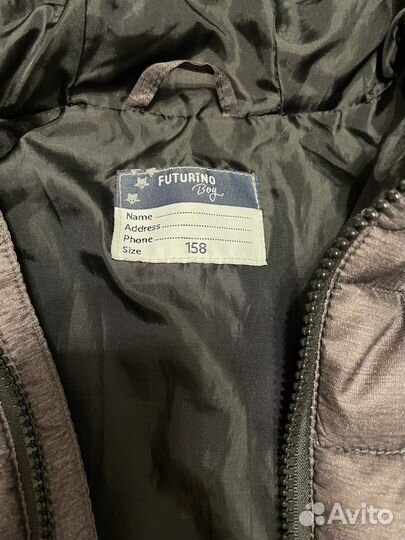 FUTURINO
Boy
Name
Address
Phone
Size 158
Avito